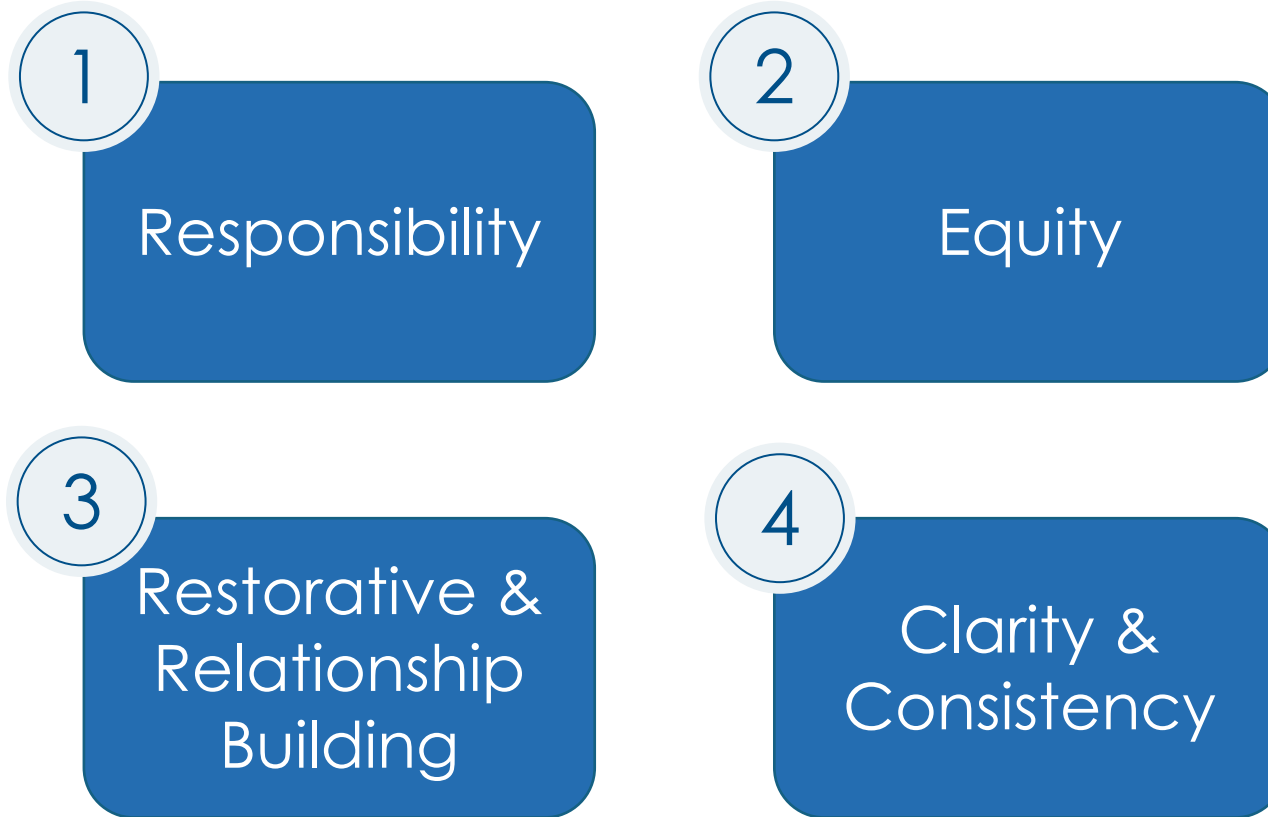 1
Responsibility
2
Equity
3
Restorative &
Relationship
Building
4
Clarity &
Consistency